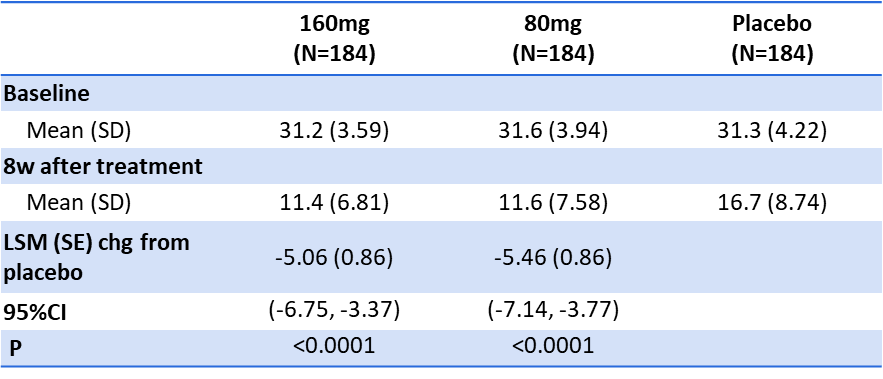 160mg 80mg Placebo
(N=184) (N=184) (N=184)
Baseline
Mean (SD) 31.2 (3.59) 31.6 (3.94) 31.3 (4.22)
8w after treatment
Mean (SD) 11.4 (6.81) 11.6 (7.58) 16.7 (8.74)
LSM (SE) chg from
placebo -5.06 (0.86) -5.46 (0.86)
95%CI (-6.75, -3.37) (-7.14, -3.77)
P <0.0001 <0.0001